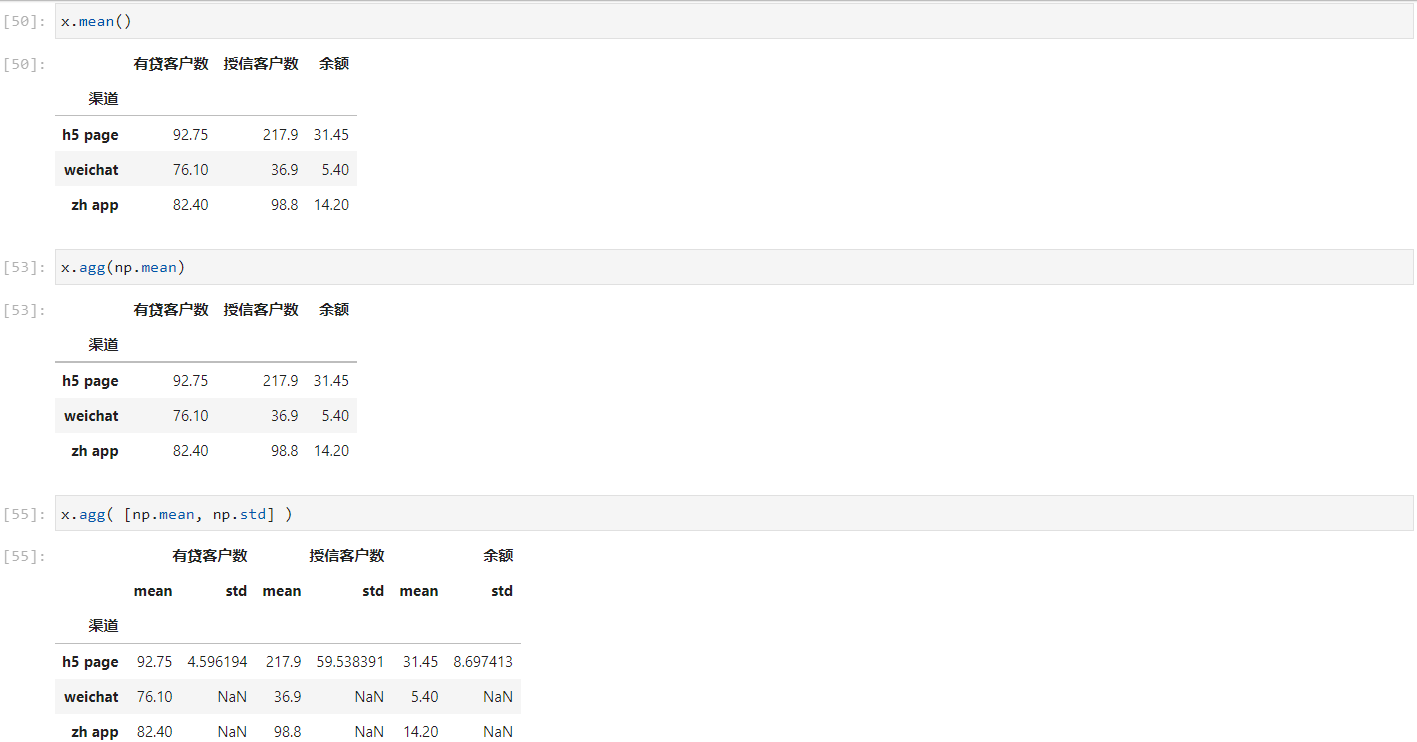 [50]: x.mean()
[50]: 有贷客户数 授信客户数 余额
渠道
h5 page 92.75 217.9 31.45
weichat 76.10 36.9 5.40
zh app 82.40 98.8 14.20
[53]: x.agg(np.mean)
[53]: 有贷客户数 授信客户数 余额
渠道
h5 page 92.75 217.9 31.45
weichat 76.10 36.9 5.40
zh app 82.40 98.8 14.20
[55]: x.agg( [np.mean, np.std] )
[55]: 有贷客户数 授信客户数 余额
mean std mean std mean std
渠道
h5 page 92.75 4.596194 217.9 59.538391 31.45 8.697413
weichat 76.10 NaN 36.9 NaN 5.40 NaN
zh app 82.40 NaN 98.8 NaN 14.20 NaN